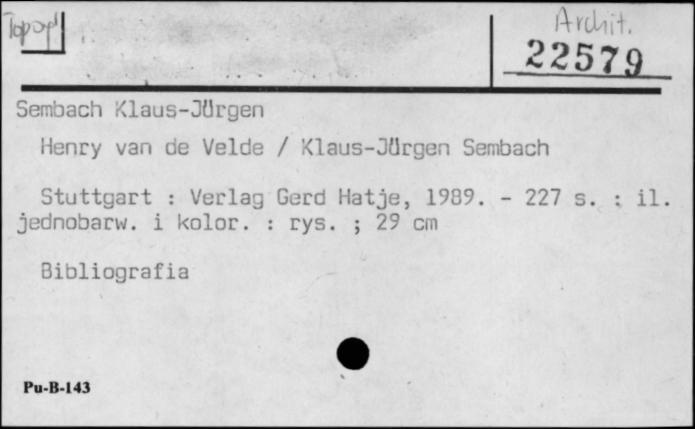 Topogr.
Archit.
22579
Sembach Klaus-Jürgen
Henry van de Velde / Klaus-Jürgen Sembach
Stuttgart : Verlag Gerd Hatje, 1989. - 227 s. : il.
jednobarw. i kolor. : rys. ; 29 cm
Bibliografia
Pu-B-143